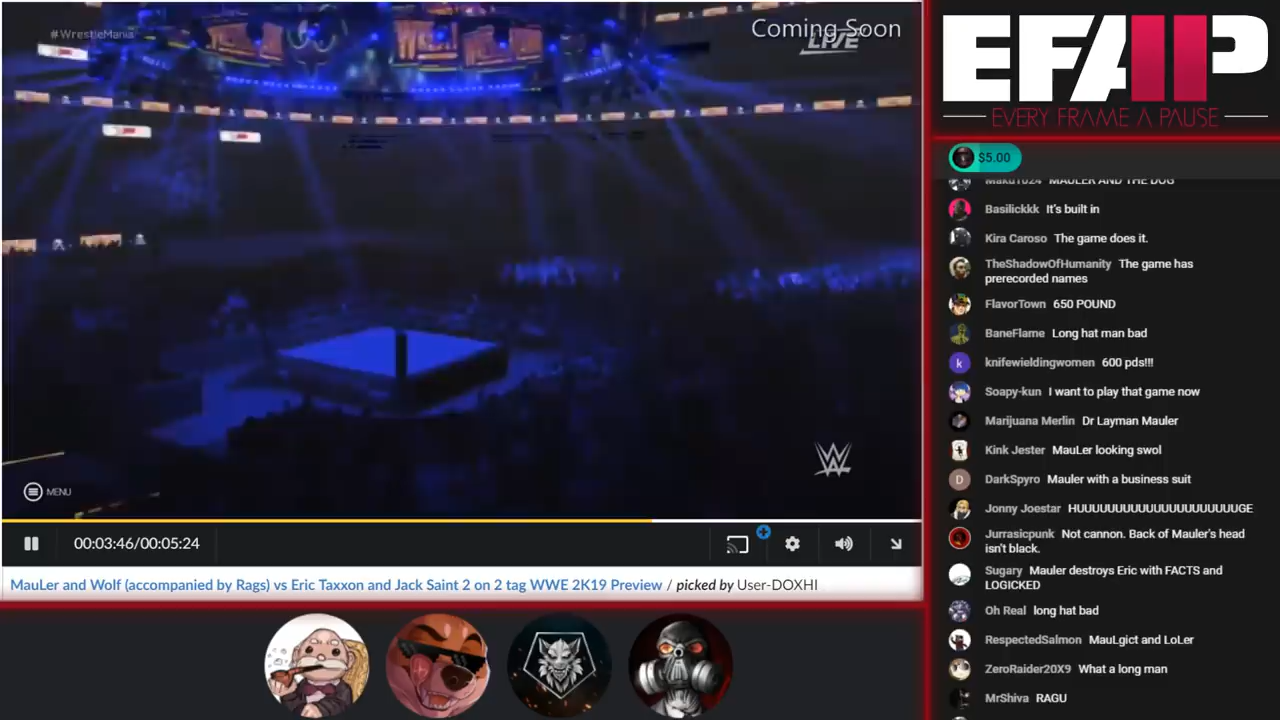 #WrestleMania
Coming Soon
LIVE
MENU
00:03:46/00:05:24
MauLer and Wolf (accompanied by Rags) vs Eric Taxxon and Jack Saint 2 on 2 tag WWE 2K19 Preview / picked by User-DOXHI
EFAP
EVERY FRAME A PAUSE
$5.00
Maku1024 MAULER AND THE DOG
Basilickkk It's built in
Kira Caroso The game does it.
TheShadowOfHumanity The game has
prerecorded names
FlavorTown 650 POUND
BaneFlame Long hat man bad
k knifewieldingwomen 600 pds!!!
Soapy-kun I want to play that game now
Marijuana Merlin Dr Layman Mauler
Kink Jester MauLer looking swol
D DarkSpyro Mauler with a business suit
Jonny Joestar HUUUUUUUUUUUUUUUUUUUUUGE
Jurrasicpunk Not cannon. Back of Mauler's head
isn't black.
Sugary Mauler destroys Eric with FACTS and
LOGICKED
Oh Real long hat bad
RespectedSalmon MauLgict and LoLer
ZeroRaider20X9 What a long man
MrShiva RAGU